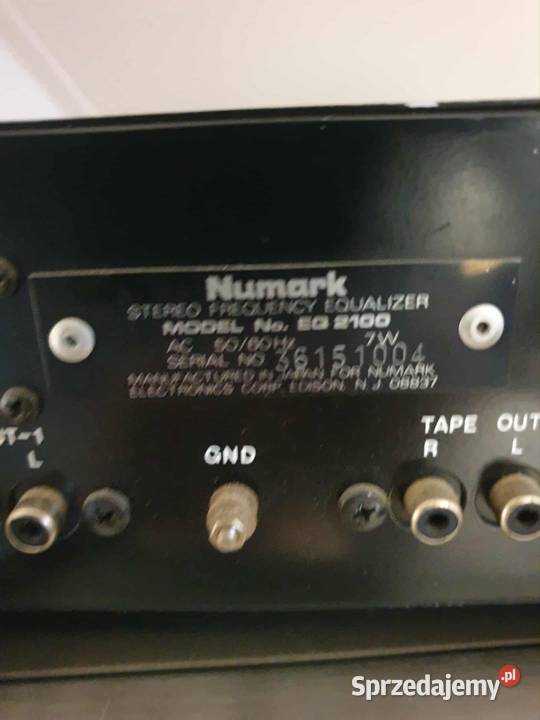 Numark
STEREO FREQUENCY EQUALIZER
MODEL No. EQ 2100
AC 50/60Hz 7W
SERIAL NO 36151004
MANUFACTURED IN JAPAN FOR NUMARK
ELECTRONICS CORP. EDISON. N. J. 08837
TAPE OUT
L GND R L
Sprzedajemy.pl